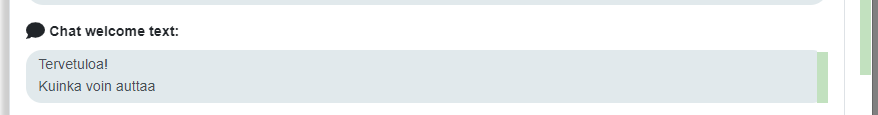 Chat welcome text:
Tervetuloa!
Kuinka voin auttaa